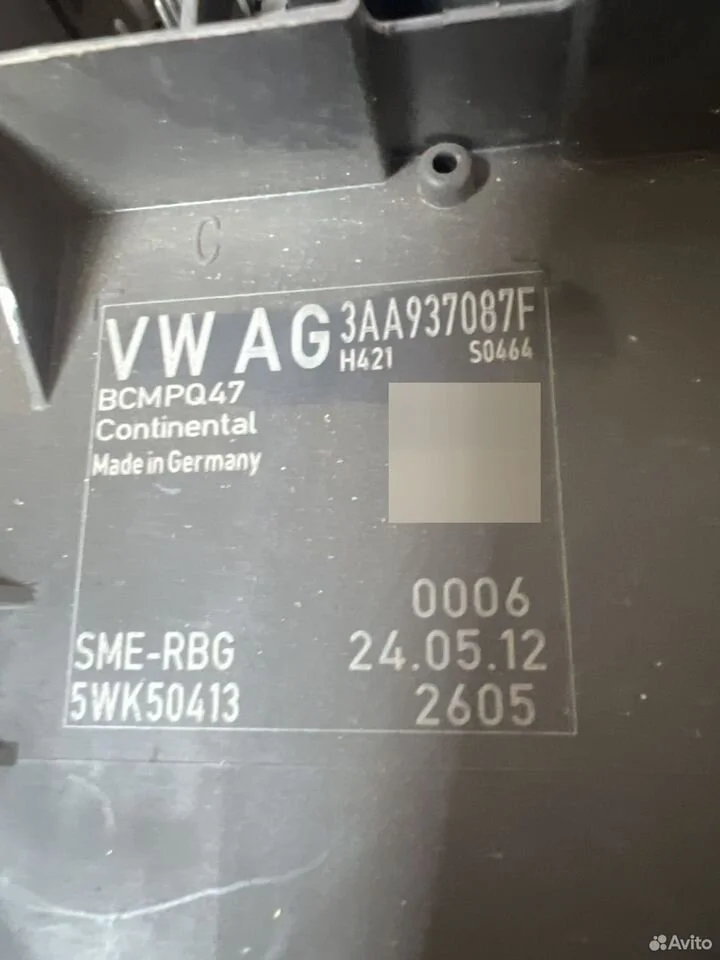 C
VW AG 3AA937087F
H421 S0464
BCMPQ47
Continental
Made in Germany
0006
SME-RBG 24.05.12
5WK50413 2605
Avito